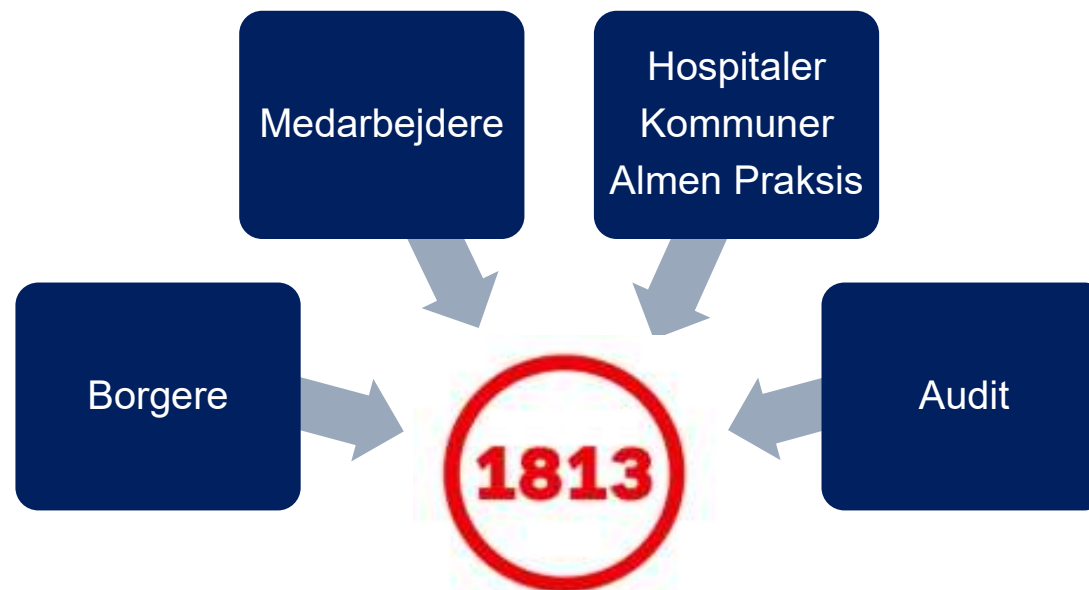 Medarbejdere
Hospitaler
Kommuner
Almen Praksis
Borgere
Audit
1813